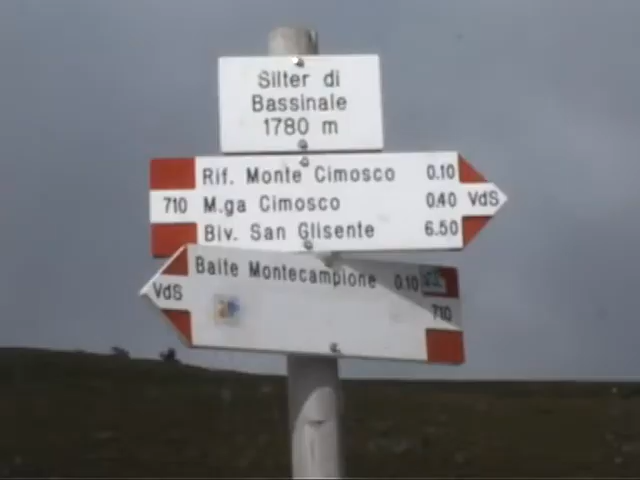 Silter di
Bassinale
1780 m
Rif. Monte Cimosco 0.10
710 M.ga Cimosco 0.40 VdS
Biv. San Glisente 6.50
Baite Montecampione 0.10
VdS
710